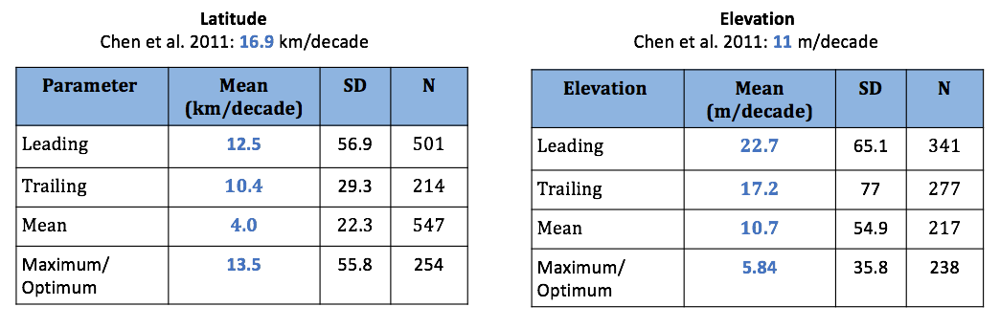 Latitude
Chen et al. 2011: 16.9 km/decade
Parameter Mean (km/decade) SD N
Leading 12.5 56.9 501
Trailing 10.4 29.3 214
Mean 4.0 22.3 547
Maximum/ Optimum 13.5 55.8 254
Elevation
Chen et al. 2011: 11 m/decade
Elevation Mean (m/decade) SD N
Leading 22.7 65.1 341
Trailing 17.2 77 277
Mean 10.7 54.9 217
Maximum/ Optimum 5.84 35.8 238